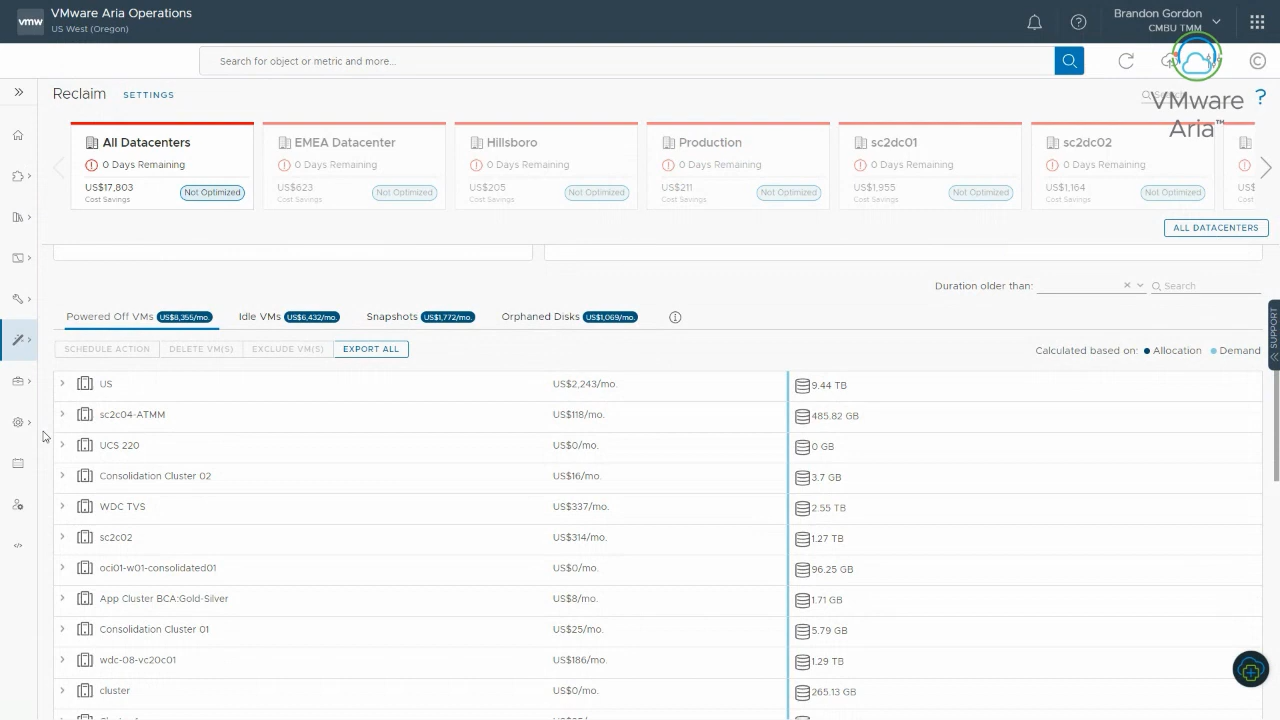 vmw
VMware Aria Operations
US West (Oregon)
Brandon Gordon
CMBU TMM
Search for object or metric and more...
VMware
Aria™
Reclaim
SETTINGS
?
All Datacenters
0 Days Remaining
US$17,803
Cost Savings
Not Optimized
EMEA Datacenter
0 Days Remaining
US$623
Cost Savings
Not Optimized
Hillsboro
0 Days Remaining
US$205
Cost Savings
Not Optimized
Production
0 Days Remaining
US$211
Cost Savings
Not Optimized
sc2dc01
0 Days Remaining
US$1,955
Cost Savings
Not Optimized
sc2dc02
0 Days Remaining
US$1,164
Cost Savings
Not Optimized
ALL DATACENTERS
Duration older than:
Search
Powered Off VMs US$8,355/mo.
Idle VMs US$6,432/mo.
Snapshots US$1,772/mo.
Orphaned Disks US$1,069/mo.
SCHEDULE ACTION
DELETE VM(S)
EXCLUDE VM(S)
EXPORT ALL
Calculated based on: Allocation Demand
SUPPORT
US US$2,243/mo. 9.44 TB
sc2c04-ATMM US$118/mo. 485.82 GB
UCS 220 US$0/mo. 0 GB
Consolidation Cluster 02 US$16/mo. 3.7 GB
WDC TVS US$337/mo. 2.55 TB
sc2c02 US$314/mo. 1.27 TB
oci01-w01-consolidated01 US$0/mo. 96.25 GB
App Cluster BCA:Gold-Silver US$8/mo. 1.71 GB
Consolidation Cluster 01 US$25/mo. 5.79 GB
wdc-08-vc20c01 US$186/mo. 1.29 TB
cluster US$0/mo. 265.13 GB